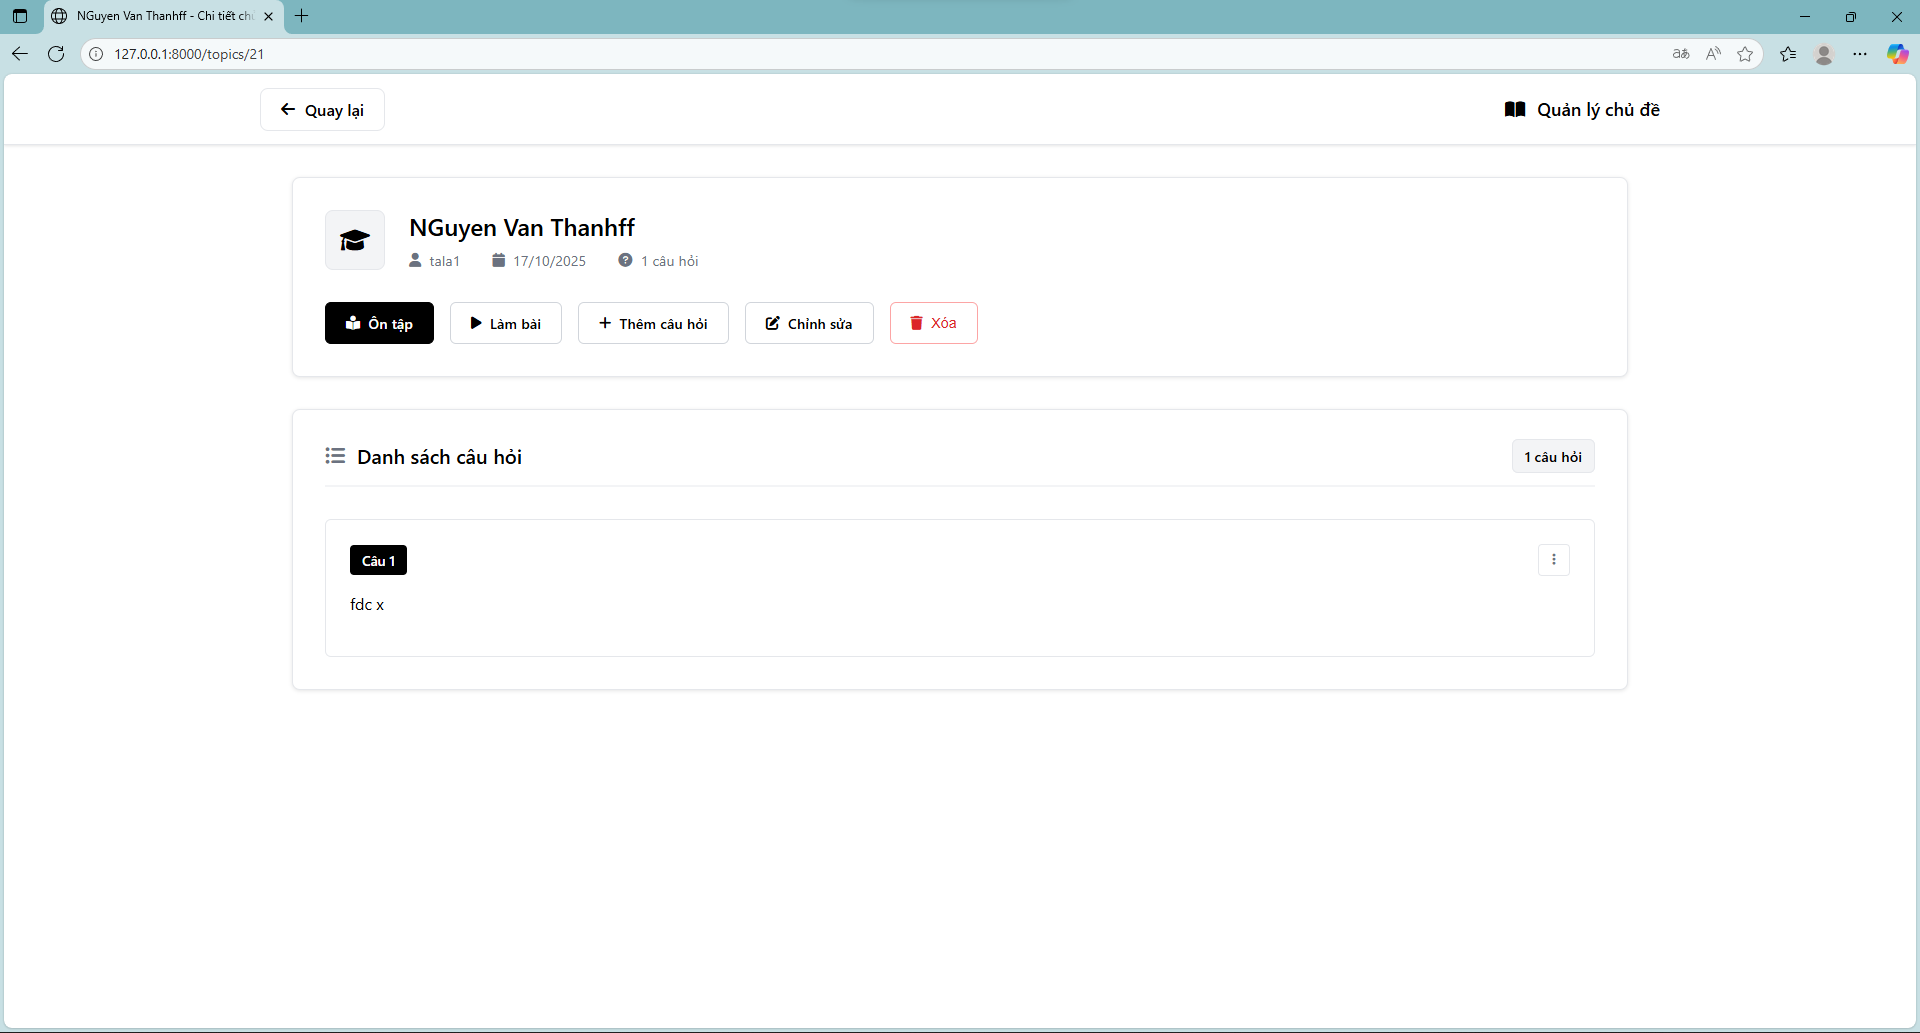 NGuyen Van Thanhff - Chi tiết ch
127.0.0.1:8000/topics/21
Quay lại
Quản lý chủ đề
NGuyen Van Thanhff
tala1 17/10/2025 1 câu hỏi
Ôn tập Làm bài Thêm câu hỏi Chỉnh sửa Xóa
Danh sách câu hỏi
1 câu hỏi
Câu 1
fdc x